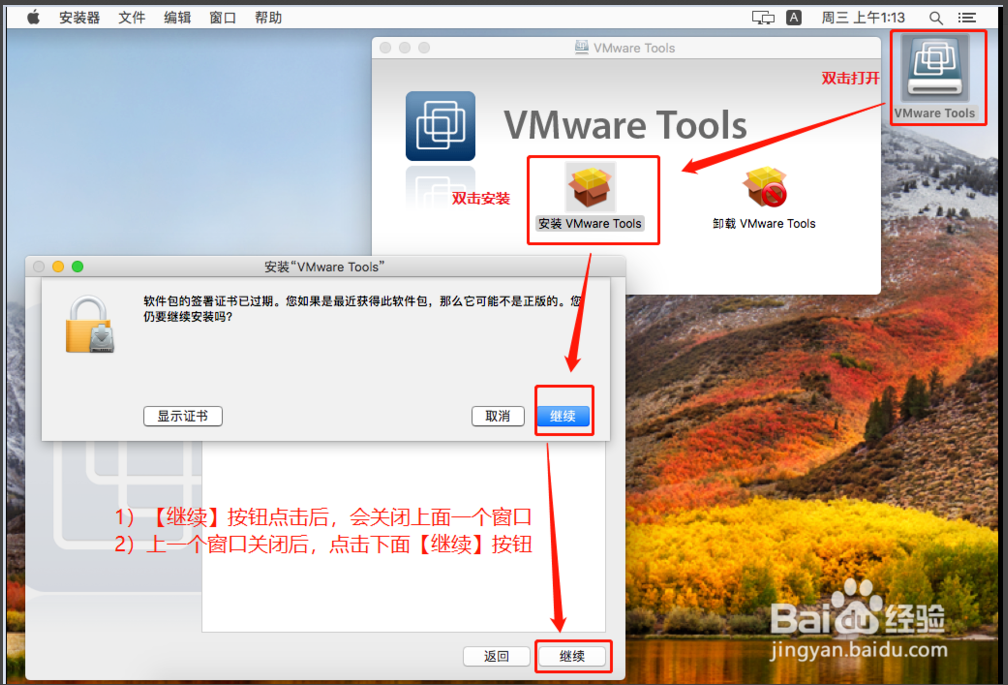 安装器 文件 编辑 窗口 帮助 A 周三 上午1:13
VMware Tools
双击打开
VMware Tools
VMware Tools
双击安装
安装 VMware Tools
卸载 VMware Tools
安装“VMware Tools”
软件包的签署证书已过期。您如果是最近获得此软件包，那么它可能不是正版的。您
仍要继续安装吗?
显示证书 取消 继续
1）【继续】按钮点击后，会关闭上面一个窗口
2）上一个窗口关闭后，点击下面【继续】按钮
返回 继续
Baidu 经验
jingyan.baidu.com